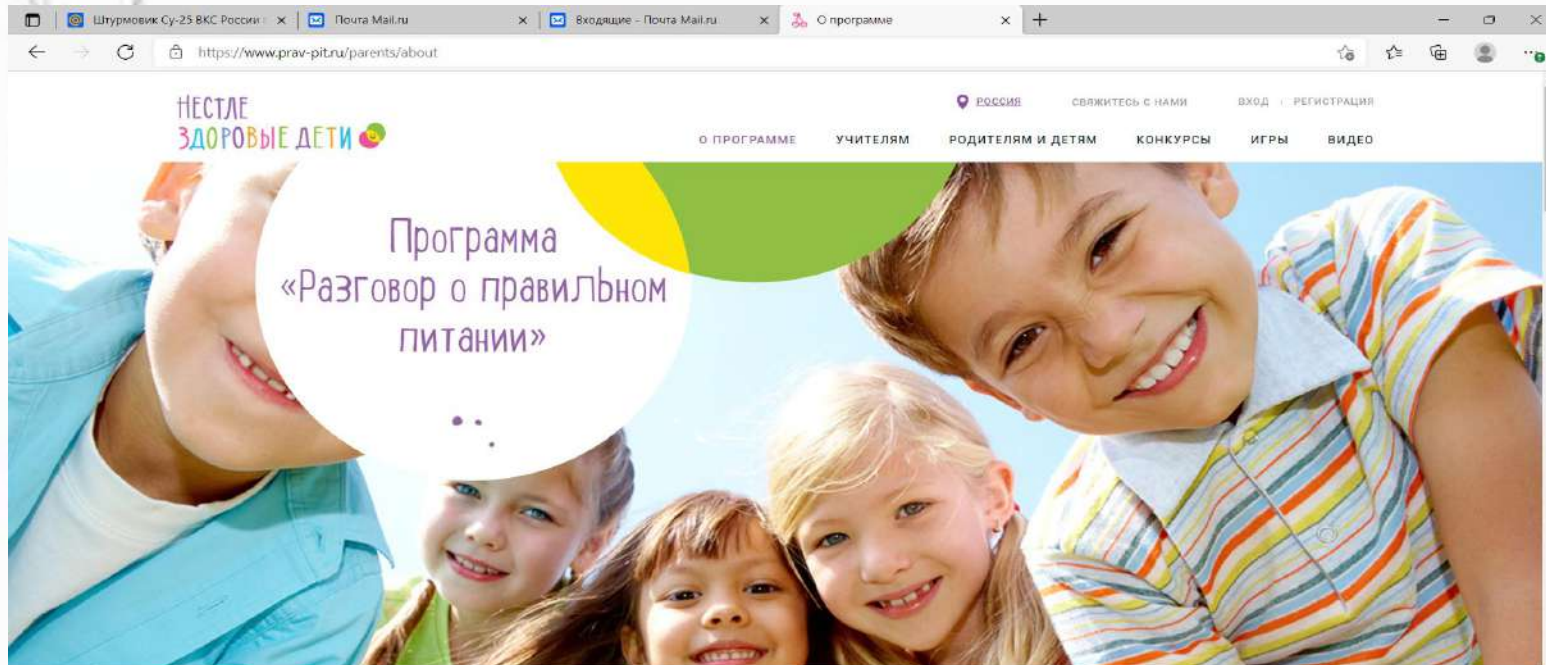 Штурмовик Су-25 ВКС России
Почта Mail.ru
Входящие - Почта Mail.ru
О программе
https://www.prav-pit.ru/parents/about
НЕСТЛЕ
ЗДОРОВЫЕ ДЕТИ
РОССИЯ
СВЯЖИТЕСЬ С НАМИ
ВХОД
РЕГИСТРАЦИЯ
О ПРОГРАММЕ
УЧИТЕЛЯМ
РОДИТЕЛЯМ И ДЕТЯМ
КОНКУРСЫ
ИГРЫ
ВИДЕО
Программа
«Разговор о правильном
питании»